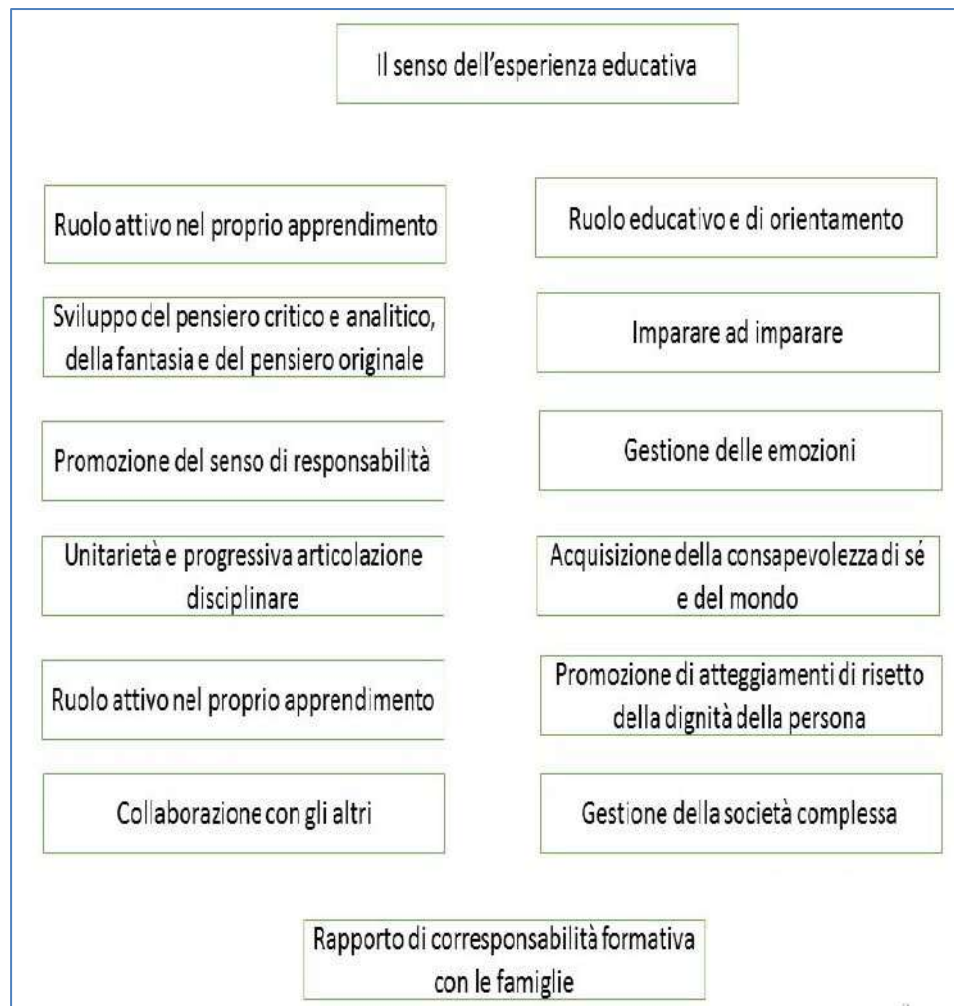 Il senso dell'esperienza educativa
Ruolo attivo nel proprio apprendimento
Ruolo educativo e di orientamento
Sviluppo del pensiero critico e analitico,
della fantasia e del pensiero originale
Imparare ad imparare
Promozione del senso di responsabilità
Gestione delle emozioni
Unitarietà e progressiva articolazione
disciplinare
Acquisizione della consapevolezza di sé
e del mondo
Ruolo attivo nel proprio apprendimento
Promozione di atteggiamenti di risetto
della dignità della persona
Collaborazione con gli altri
Gestione della società complessa
Rapporto di corresponsabilità formativa
con le famiglie